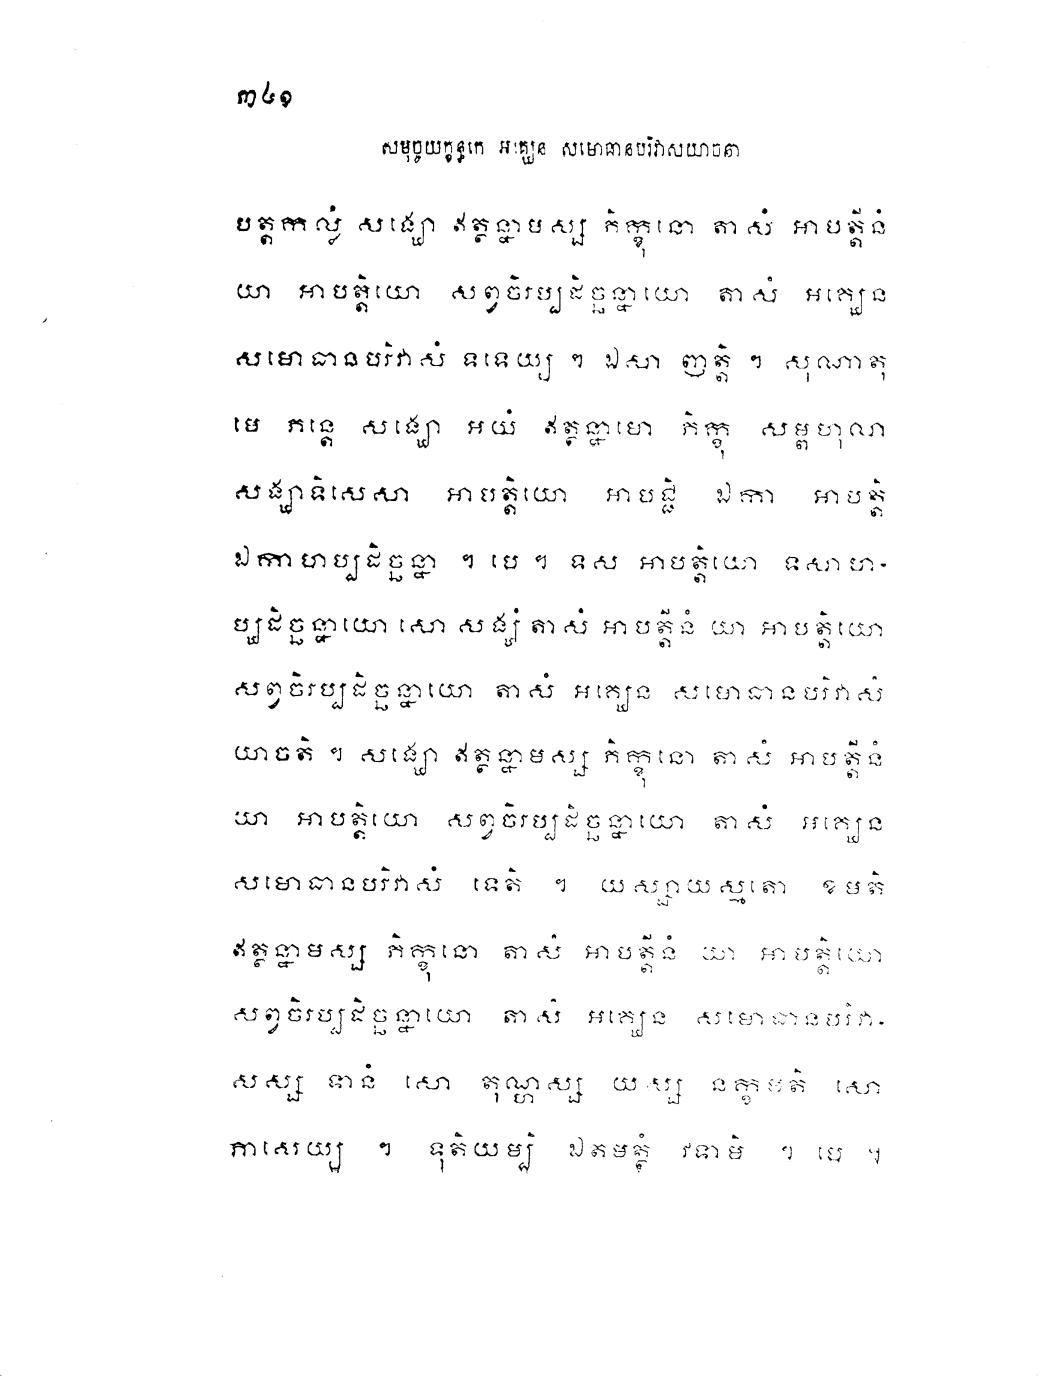 ៣៤១
សមុច្ចយក្ខន្ធកេ អគ្ឃេន សមោធានបរិវាសយាចនា
បត្តកល្លំ សង្ឃោ ឥត្ថន្នាមស្ស ភិក្ខុនោ តាសំ អាបត្តីនំ
យា អាបត្តិយោ សព្វចិរប្បដិច្ឆន្នាយោ តាសំ អគ្ឃេន
សមោធានបរិវាសំ ទទេយ្យ ។ ឯសា ញត្តិ ។ សុណាតុ
មេ ភន្តេ សង្ឃោ អយំ ឥត្ថន្នាមោ ភិក្ខុ សម្ពហុលា
សង្ឃាទិសេសា អាបត្តិយោ អាបជ្ជិ ឯកា អាបត្តិ
ឯកាហប្បដិច្ឆន្នា ។ បេ ។ ទស អាបត្តិយោ ទសាហ-
ប្បដិច្ឆន្នាយោ សោ សង្ឃំ តាសំ អាបត្តីនំ យា អាបត្តិយោ
សព្វចិរប្បដិច្ឆន្នាយោ តាសំ អគ្ឃេន សមោធានបរិវាសំ
យាចតិ ។ សង្ឃោ ឥត្ថន្នាមស្ស ភិក្ខុនោ តាសំ អាបត្តីនំ
យា អាបត្តិយោ សព្វចិរប្បដិច្ឆន្នាយោ តាសំ អគ្ឃេន
សមោធានបរិវាសំ ទេតិ ។ យស្សាយស្មតោ ខមតិ
ឥត្ថន្នាមស្ស ភិក្ខុនោ តាសំ អាបត្តីនំ យា អាបត្តិយោ
សព្វចិរប្បដិច្ឆន្នាយោ តាសំ អគ្ឃេន សមោធានបរិវា-
សស្ស ទានំ សោ តុណ្ហស្ស យស្ស នក្ខមតិ សោ
ភាសេយ្យ ។ ទុតិយម្បិ ឯតមត្ថំ វទាមិ ។ បេ ។